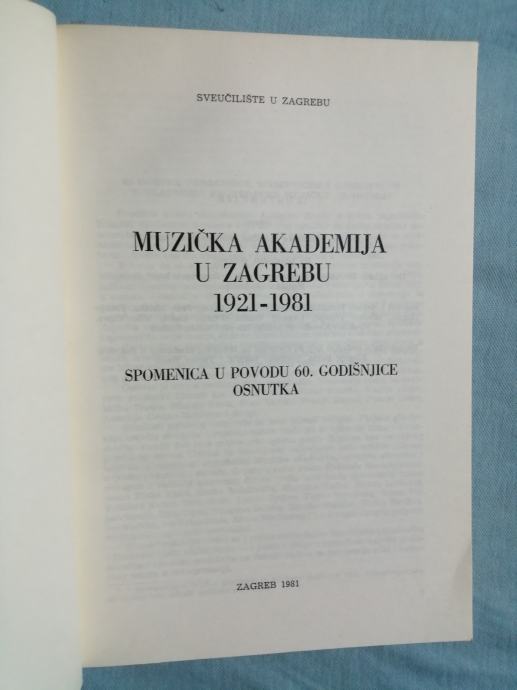 SVEUČILIŠTE U ZAGREBU
MUZIČKA AKADEMIJA
U ZAGREBU
1921-1981
SPOMENICA U POVODU 60. GODIŠNJICE
OSNUTKA
ZAGREB 1981